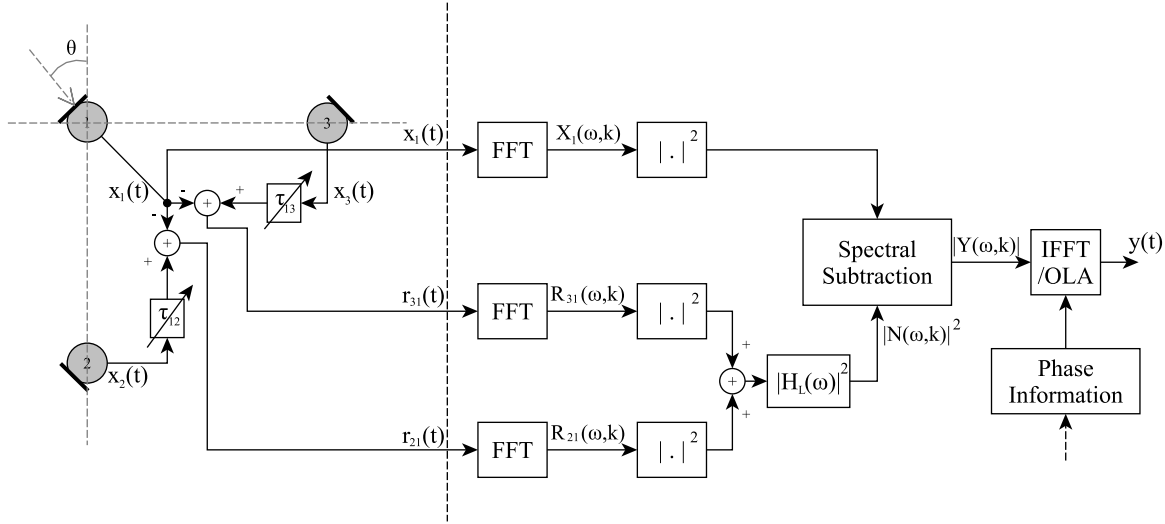 θ
1
3
x₁(t)
FFT
X₁(ω,k)
| . |²
x₁(t)
-
+
+
τ₁₃
x₃(t)
-
+
+
τ₁₂
2
x₂(t)
r₃₁(t)
FFT
R₃₁(ω,k)
| . |²
+
+
+
|H_L(ω)|²
r₂₁(t)
FFT
R₂₁(ω,k)
| . |²
Spectral
Subtraction
|N(ω,k)|²
|Y(ω,k)|
IFFT
/OLA
y(t)
Phase
Information